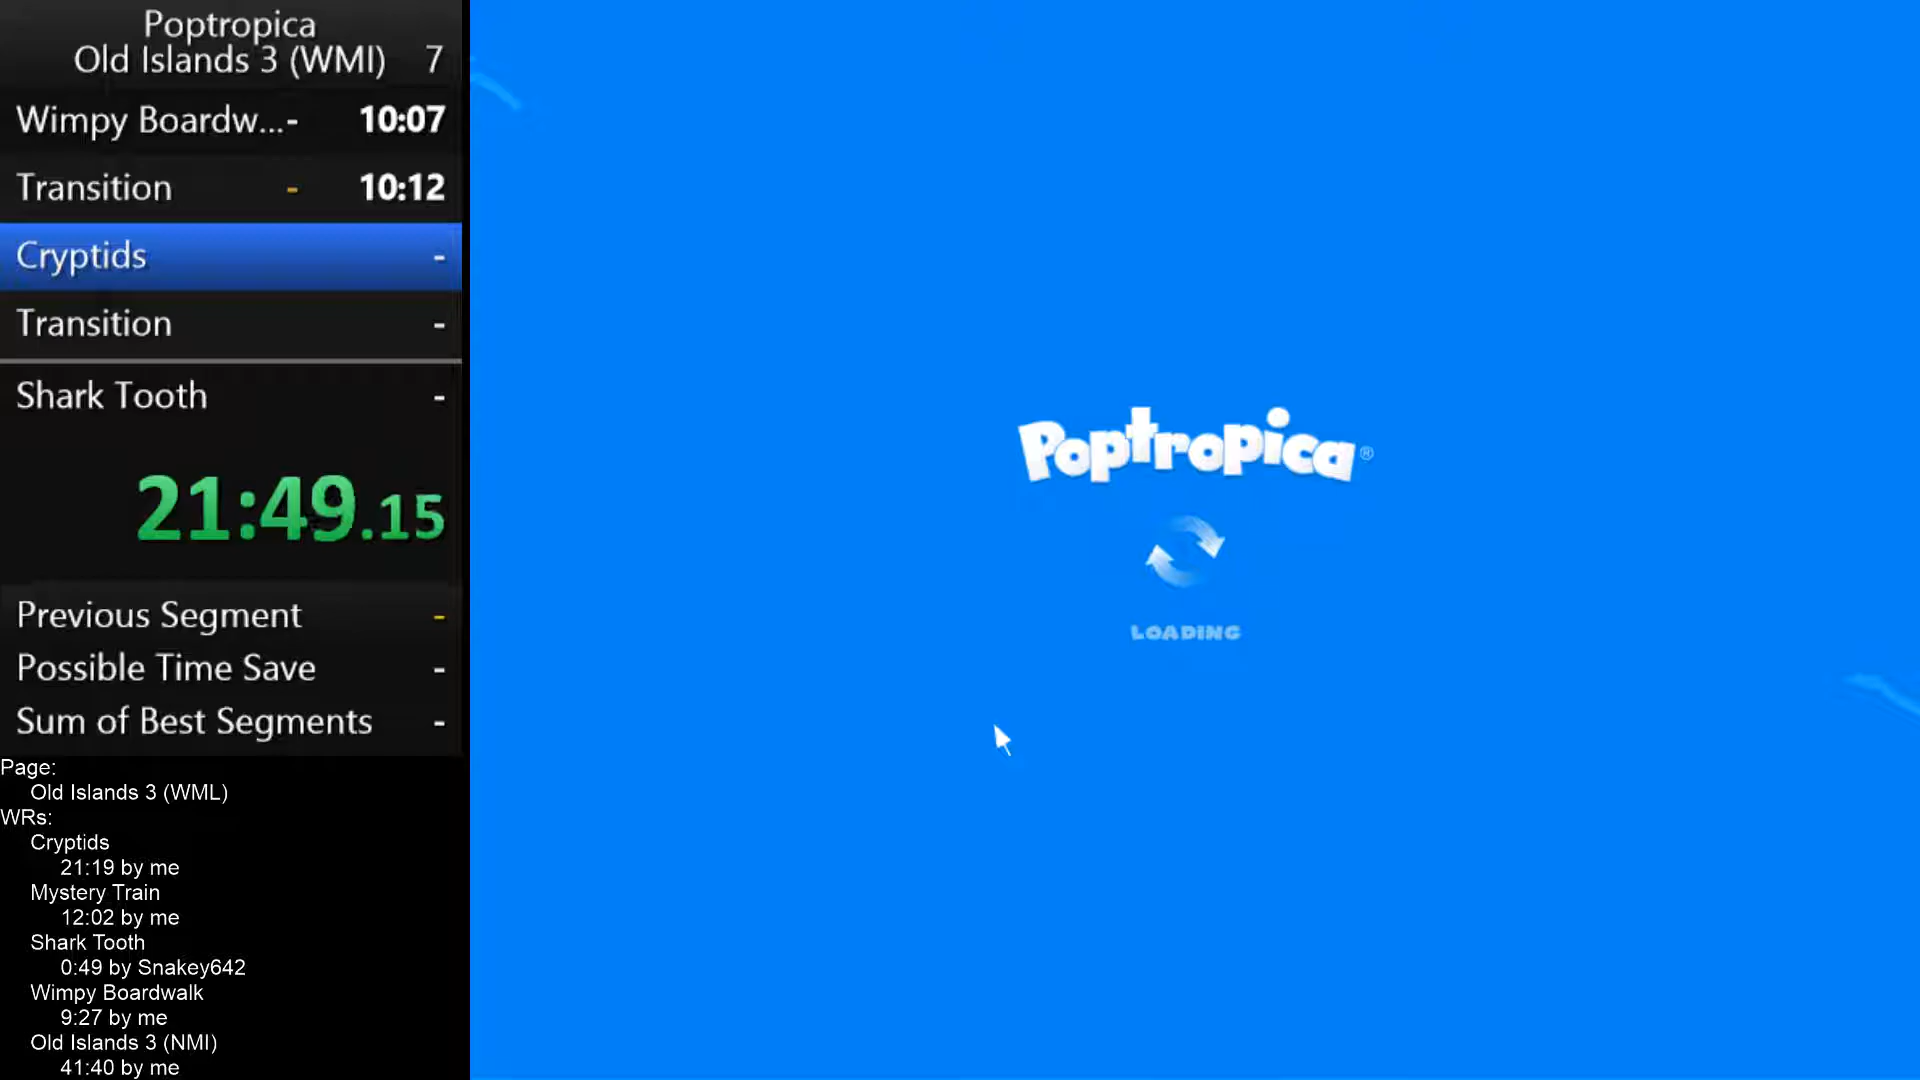 Poptropica
Old Islands 3 (WMI) 7
Wimpy Boardw...- 10:07
Transition - 10:12
Cryptids -
Transition -
Shark Tooth -
21:49.15
Previous Segment -
Possible Time Save -
Sum of Best Segments -
Page:
Old Islands 3 (WML)
WRs:
Cryptids
21:19 by me
Mystery Train
12:02 by me
Shark Tooth
0:49 by Snakey642
Wimpy Boardwalk
9:27 by me
Old Islands 3 (NMI)
41:40 by me
Poptropica®
LOADING